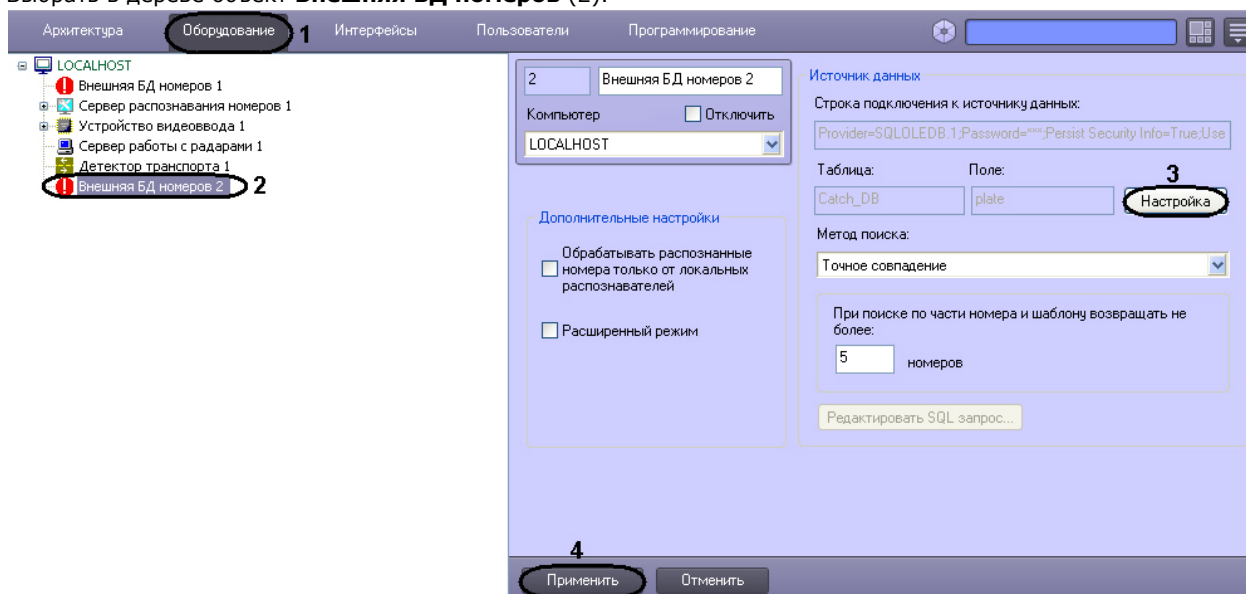 Выбрать в дереве объект Внешняя БД номеров (2).
Архитектура Оборудование 1 Интерфейсы Пользователи Программирование
LOCALHOST
Внешняя БД номеров 1
Сервер распознавания номеров 1
Устройство видеоввода 1
Сервер работы с радарами 1
Детектор транспорта 1
Внешняя БД номеров 2 2
2 Внешняя БД номеров 2
Компьютер Отключить
LOCALHOST
Дополнительные настройки
Обрабатывать распознанные
номера только от локальных
распознавателей
Расширенный режим
Источник данных
Строка подключения к источнику данных:
Provider=SQLOLEDB.1;Password=***;Persist Security Info=True;Use
Таблица: Поле: 3
Catch_DB plate Настройка
Метод поиска:
Точное совпадение
При поиске по части номера и шаблону возвращать не
более:
5 номеров
Редактировать SQL запрос...
4
Применить Отменить